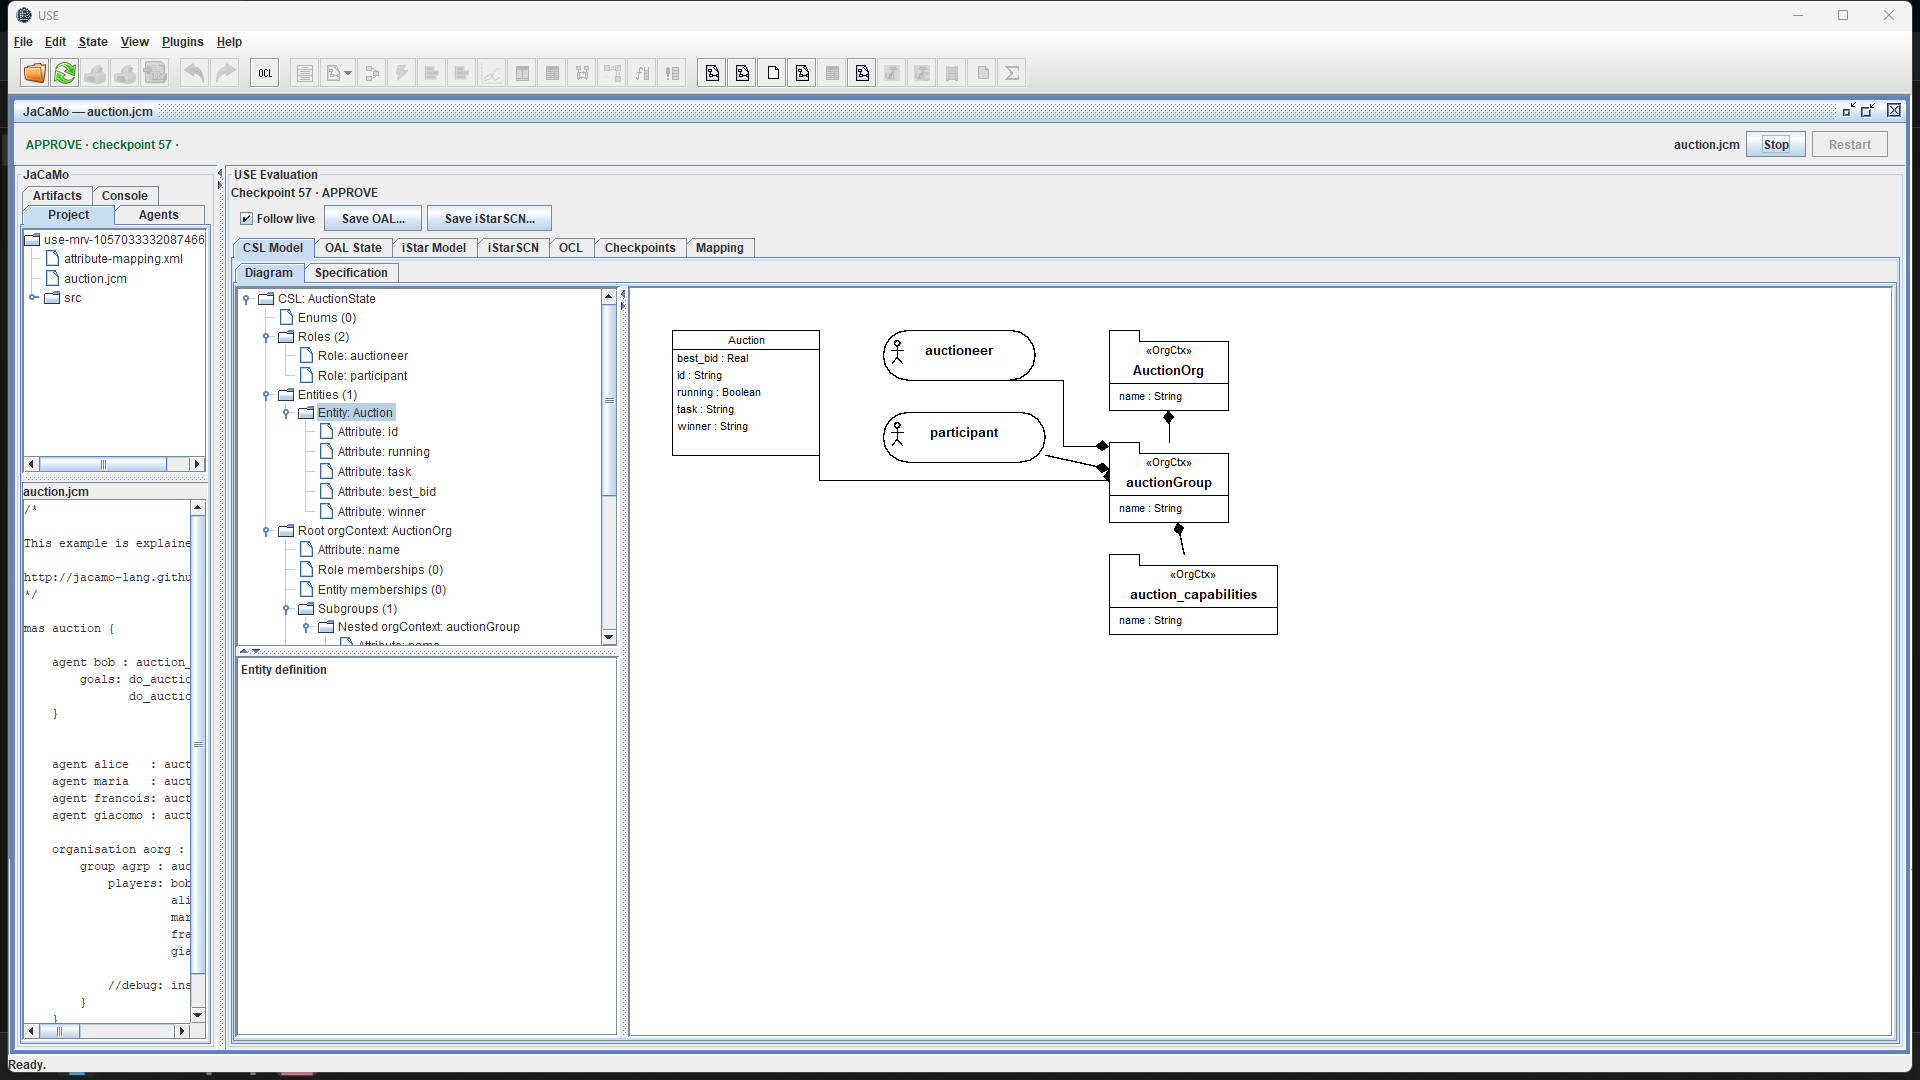 USE
File Edit State View Plugins Help
OCL
JaCaMo — auction.jcm
APPROVE · checkpoint 57 ·
auction.jcm Stop Restart
JaCaMo
Artifacts Console
Project Agents
use-mrv-1057033332087466
attribute-mapping.xml
auction.jcm
src
auction.jcm
/*
This example is explaine
http://jacamo-lang.githu
*/
mas auction {
agent bob : auction_
goals: do_auctic
do_auctic
}
agent alice : auct
agent maria : auct
agent francois: auct
agent giacomo : auct
organisation aorg :
group agrp : auc
players: bob
ali
mar
fra
gia
//debug: ins
}
}
USE Evaluation
Checkpoint 57 · APPROVE
Follow live Save OAL... Save iStarSCN...
CSL Model OAL State iStar Model iStarSCN OCL Checkpoints Mapping
Diagram Specification
CSL: AuctionState
Enums (0)
Roles (2)
Role: auctioneer
Role: participant
Entities (1)
Entity: Auction
Attribute: id
Attribute: running
Attribute: task
Attribute: best_bid
Attribute: winner
Root orgContext: AuctionOrg
Attribute: name
Role memberships (0)
Entity memberships (0)
Subgroups (1)
Nested orgContext: auctionGroup
Attribute: name
Entity definition
Auction
best_bid : Real
id : String
running : Boolean
task : String
winner : String
auctioneer
participant
«OrgCtx»
AuctionOrg
name : String
«OrgCtx»
auctionGroup
name : String
«OrgCtx»
auction_capabilities
name : String
Ready.